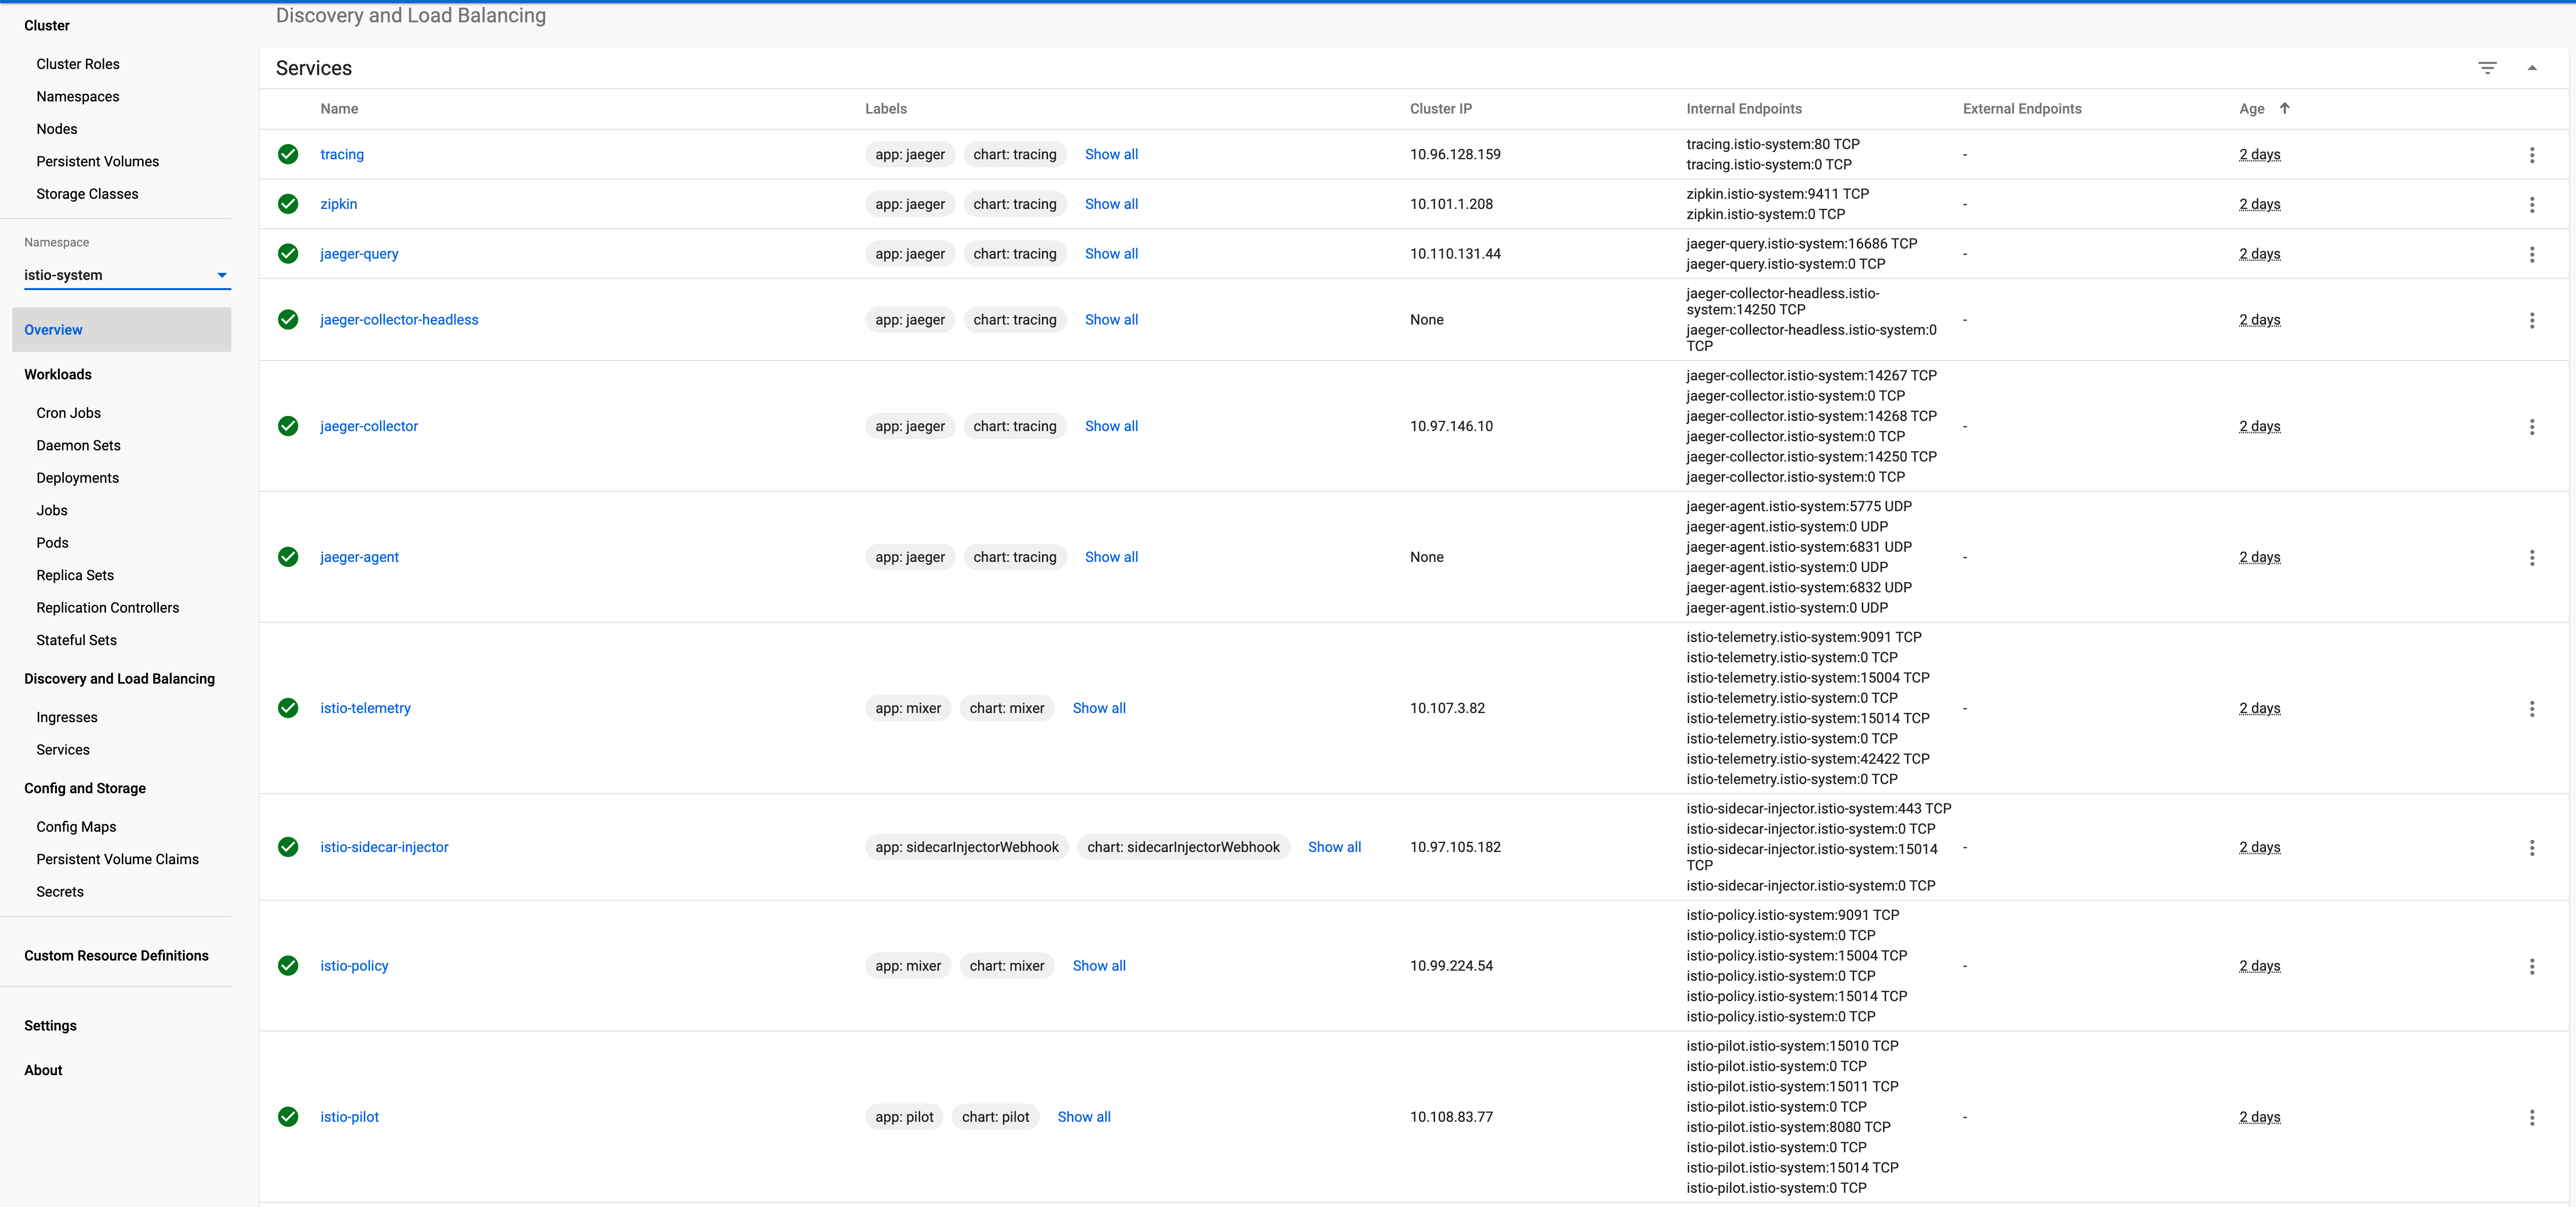 Cluster
Cluster Roles
Namespaces
Nodes
Persistent Volumes
Storage Classes
Namespace
istio-system
Overview
Workloads
Cron Jobs
Daemon Sets
Deployments
Jobs
Pods
Replica Sets
Replication Controllers
Stateful Sets
Discovery and Load Balancing
Ingresses
Services
Config and Storage
Config Maps
Persistent Volume Claims
Secrets
Custom Resource Definitions
Settings
About
Discovery and Load Balancing
Services
Name Labels Cluster IP Internal Endpoints External Endpoints Age
tracing app: jaeger chart: tracing Show all 10.96.128.159
tracing.istio-system:80 TCP
tracing.istio-system:0 TCP
- 2 days
zipkin app: jaeger chart: tracing Show all 10.101.1.208
zipkin.istio-system:9411 TCP
zipkin.istio-system:0 TCP
- 2 days
jaeger-query app: jaeger chart: tracing Show all 10.110.131.44
jaeger-query.istio-system:16686 TCP
jaeger-query.istio-system:0 TCP
- 2 days
jaeger-collector-headless app: jaeger chart: tracing Show all None
jaeger-collector-headless.istio-
system:14250 TCP
jaeger-collector-headless.istio-system:0
TCP
- 2 days
jaeger-collector app: jaeger chart: tracing Show all 10.97.146.10
jaeger-collector.istio-system:14267 TCP
jaeger-collector.istio-system:0 TCP
jaeger-collector.istio-system:14268 TCP
jaeger-collector.istio-system:0 TCP
jaeger-collector.istio-system:14250 TCP
jaeger-collector.istio-system:0 TCP
- 2 days
jaeger-agent app: jaeger chart: tracing Show all None
jaeger-agent.istio-system:5775 UDP
jaeger-agent.istio-system:0 UDP
jaeger-agent.istio-system:6831 UDP
jaeger-agent.istio-system:0 UDP
jaeger-agent.istio-system:6832 UDP
jaeger-agent.istio-system:0 UDP
- 2 days
istio-telemetry app: mixer chart: mixer Show all 10.107.3.82
istio-telemetry.istio-system:9091 TCP
istio-telemetry.istio-system:0 TCP
istio-telemetry.istio-system:15004 TCP
istio-telemetry.istio-system:0 TCP
istio-telemetry.istio-system:15014 TCP
istio-telemetry.istio-system:0 TCP
istio-telemetry.istio-system:42422 TCP
istio-telemetry.istio-system:0 TCP
- 2 days
istio-sidecar-injector app: sidecarInjectorWebhook chart: sidecarInjectorWebhook Show all 10.97.105.182
istio-sidecar-injector.istio-system:443 TCP
istio-sidecar-injector.istio-system:0 TCP
istio-sidecar-injector.istio-system:15014
TCP
istio-sidecar-injector.istio-system:0 TCP
- 2 days
istio-policy app: mixer chart: mixer Show all 10.99.224.54
istio-policy.istio-system:9091 TCP
istio-policy.istio-system:0 TCP
istio-policy.istio-system:15004 TCP
istio-policy.istio-system:0 TCP
istio-policy.istio-system:15014 TCP
istio-policy.istio-system:0 TCP
- 2 days
istio-pilot app: pilot chart: pilot Show all 10.108.83.77
istio-pilot.istio-system:15010 TCP
istio-pilot.istio-system:0 TCP
istio-pilot.istio-system:15011 TCP
istio-pilot.istio-system:0 TCP
istio-pilot.istio-system:8080 TCP
istio-pilot.istio-system:0 TCP
istio-pilot.istio-system:15014 TCP
istio-pilot.istio-system:0 TCP
- 2 days